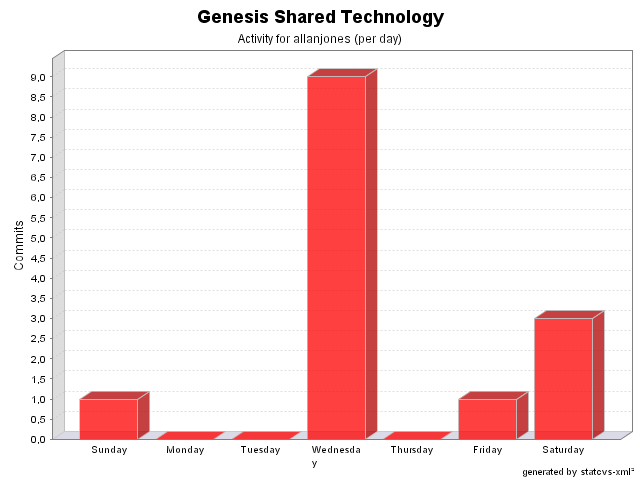 Genesis Shared Technology
Activity for allanjones (per day)
9,0
8,5
8,0
7,5
7,0
6,5
6,0
5,5
5,0
4,5
4,0
3,5
3,0
2,5
2,0
1,5
1,0
0,5
0,0
Commits
Sunday
Monday
Tuesday
Wednesda
y
Thursday
Friday
Saturday
generated by statcvs-xml²